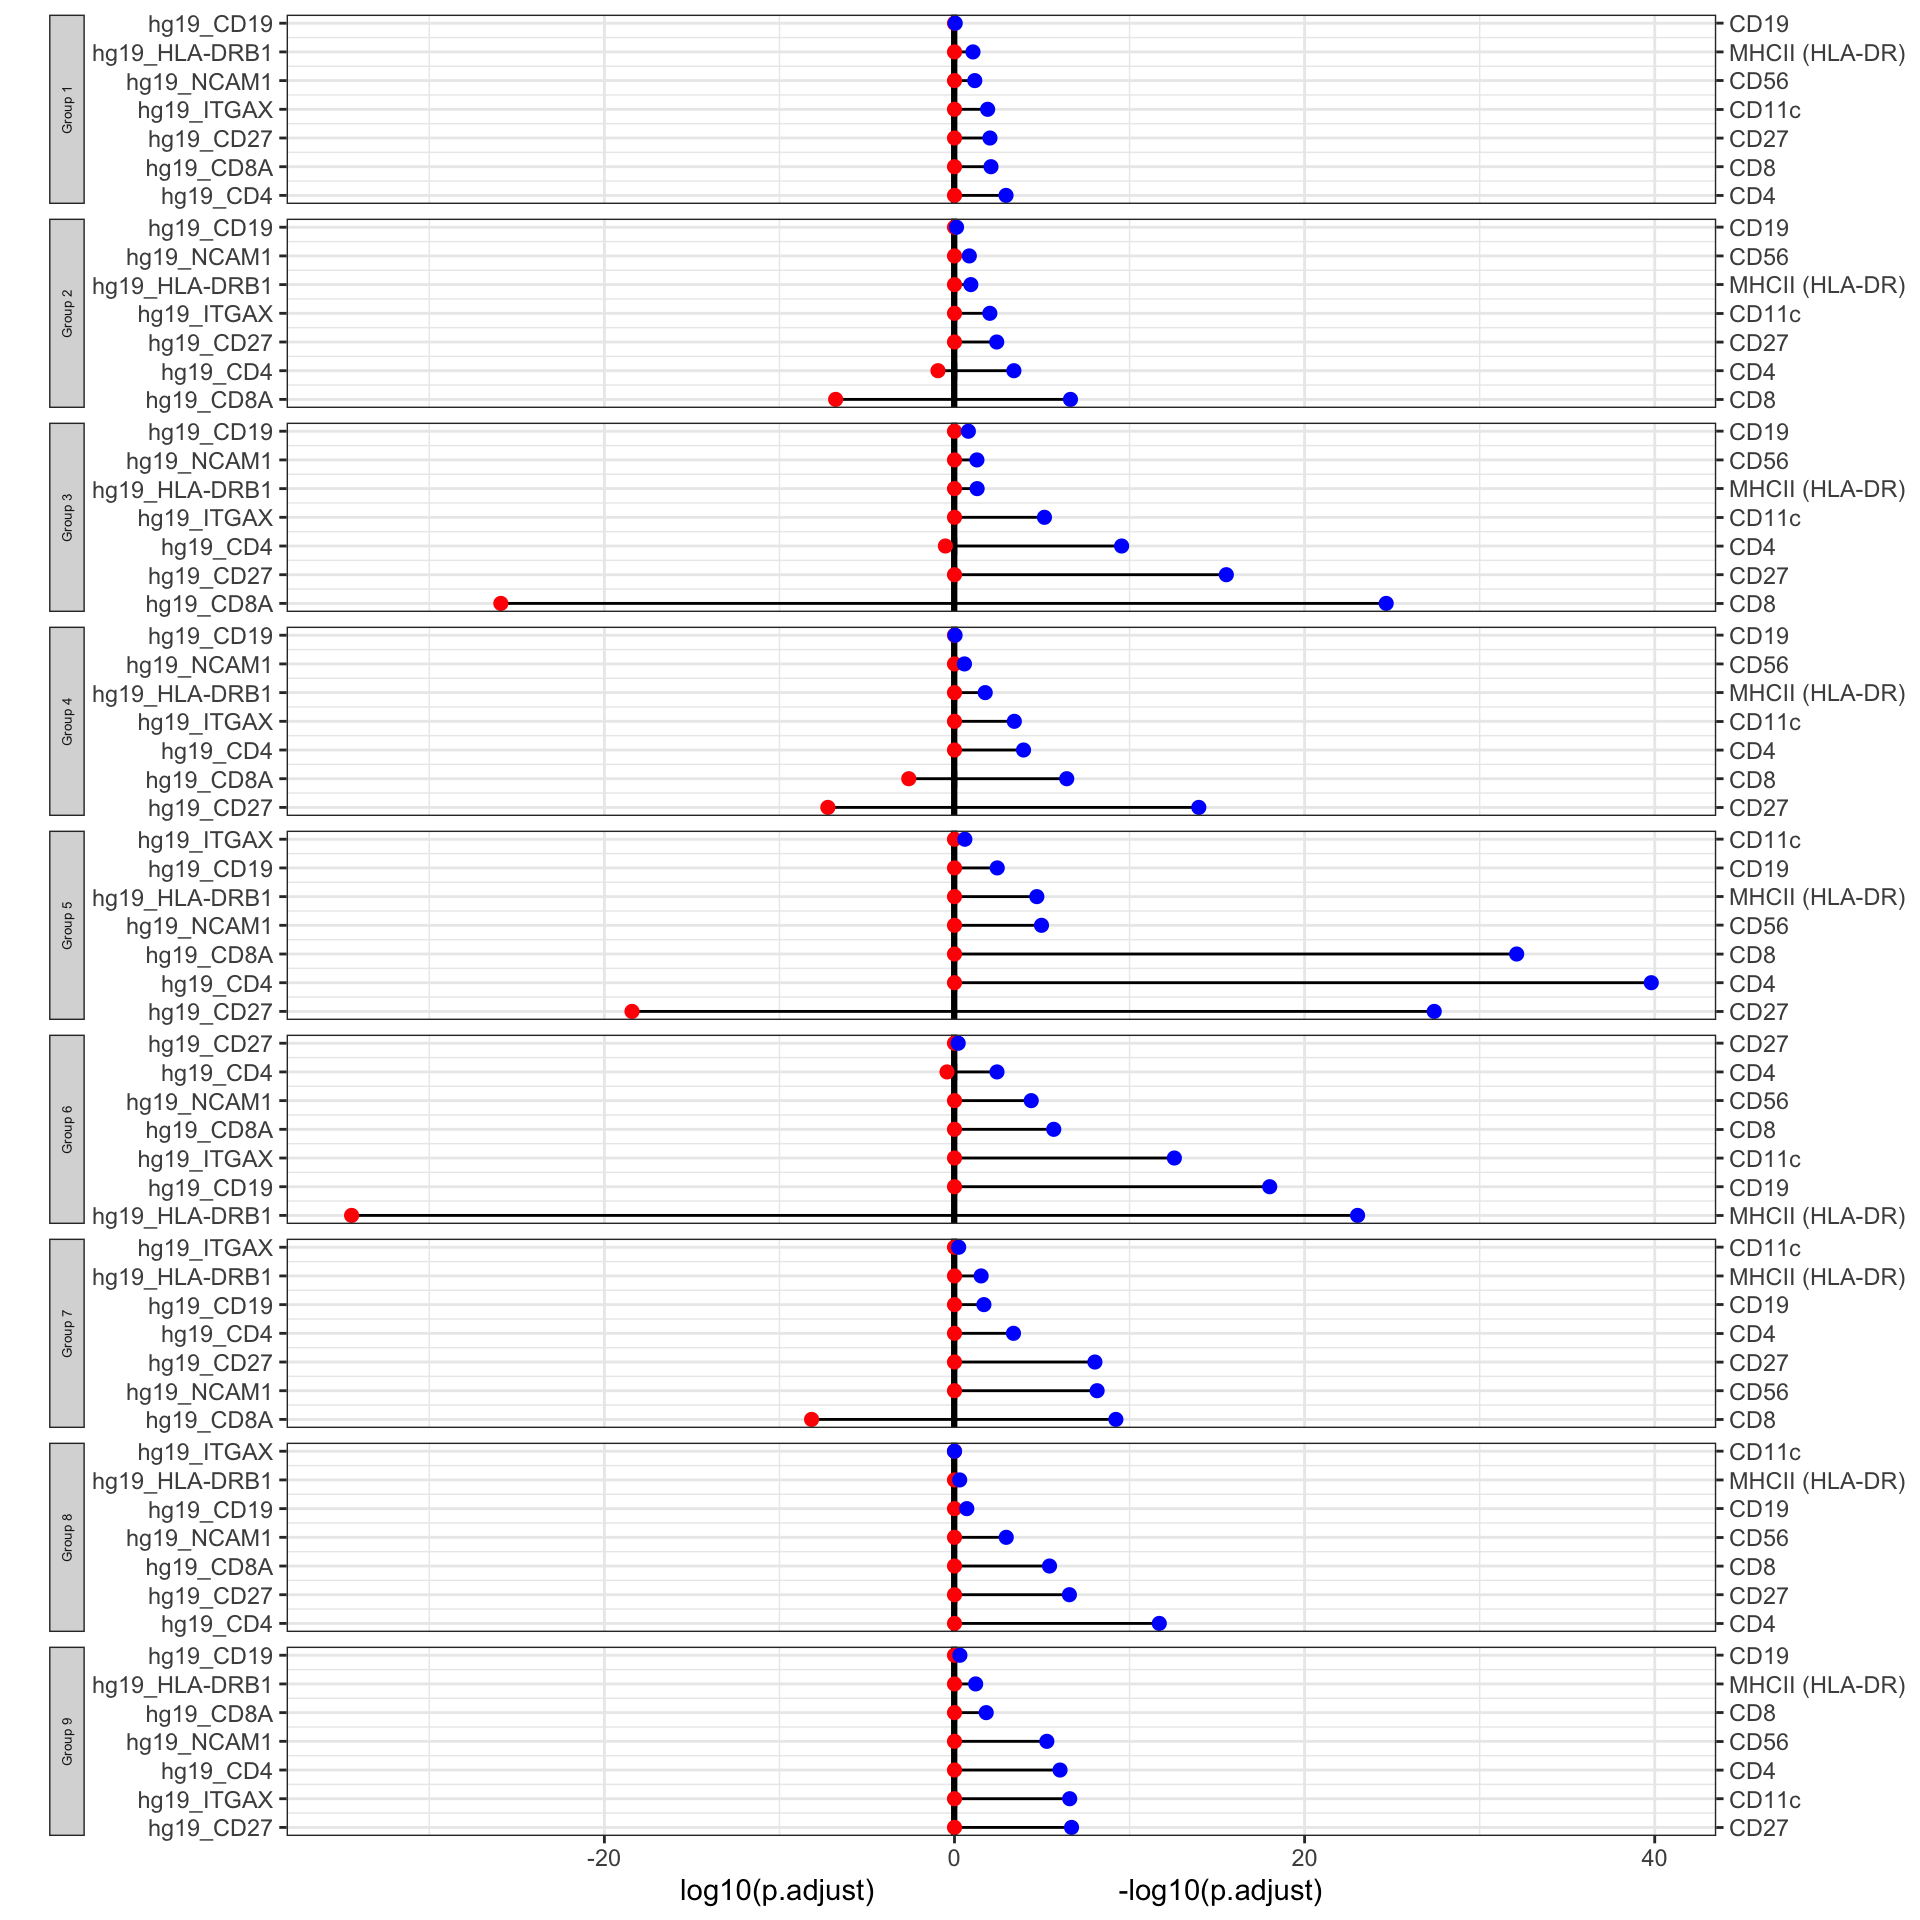 Group 1
hg19_CD19 CD19
hg19_HLA-DRB1 MHCII (HLA-DR)
hg19_NCAM1 CD56
hg19_ITGAX CD11c
hg19_CD27 CD27
hg19_CD8A CD8
hg19_CD4 CD4
Group 2
hg19_CD19 CD19
hg19_NCAM1 CD56
hg19_HLA-DRB1 MHCII (HLA-DR)
hg19_ITGAX CD11c
hg19_CD27 CD27
hg19_CD4 CD4
hg19_CD8A CD8
Group 3
hg19_CD19 CD19
hg19_NCAM1 CD56
hg19_HLA-DRB1 MHCII (HLA-DR)
hg19_ITGAX CD11c
hg19_CD4 CD4
hg19_CD27 CD27
hg19_CD8A CD8
Group 4
hg19_CD19 CD19
hg19_NCAM1 CD56
hg19_HLA-DRB1 MHCII (HLA-DR)
hg19_ITGAX CD11c
hg19_CD4 CD4
hg19_CD8A CD8
hg19_CD27 CD27
Group 5
hg19_ITGAX CD11c
hg19_CD19 CD19
hg19_HLA-DRB1 MHCII (HLA-DR)
hg19_NCAM1 CD56
hg19_CD8A CD8
hg19_CD4 CD4
hg19_CD27 CD27
Group 6
hg19_CD27 CD27
hg19_CD4 CD4
hg19_NCAM1 CD56
hg19_CD8A CD8
hg19_ITGAX CD11c
hg19_CD19 CD19
hg19_HLA-DRB1 MHCII (HLA-DR)
Group 7
hg19_ITGAX CD11c
hg19_HLA-DRB1 MHCII (HLA-DR)
hg19_CD19 CD19
hg19_CD4 CD4
hg19_CD27 CD27
hg19_NCAM1 CD56
hg19_CD8A CD8
Group 8
hg19_ITGAX CD11c
hg19_HLA-DRB1 MHCII (HLA-DR)
hg19_CD19 CD19
hg19_NCAM1 CD56
hg19_CD8A CD8
hg19_CD27 CD27
hg19_CD4 CD4
Group 9
hg19_CD19 CD19
hg19_HLA-DRB1 MHCII (HLA-DR)
hg19_CD8A CD8
hg19_NCAM1 CD56
hg19_CD4 CD4
hg19_ITGAX CD11c
hg19_CD27 CD27
-20 0 20 40
log10(p.adjust) -log10(p.adjust)